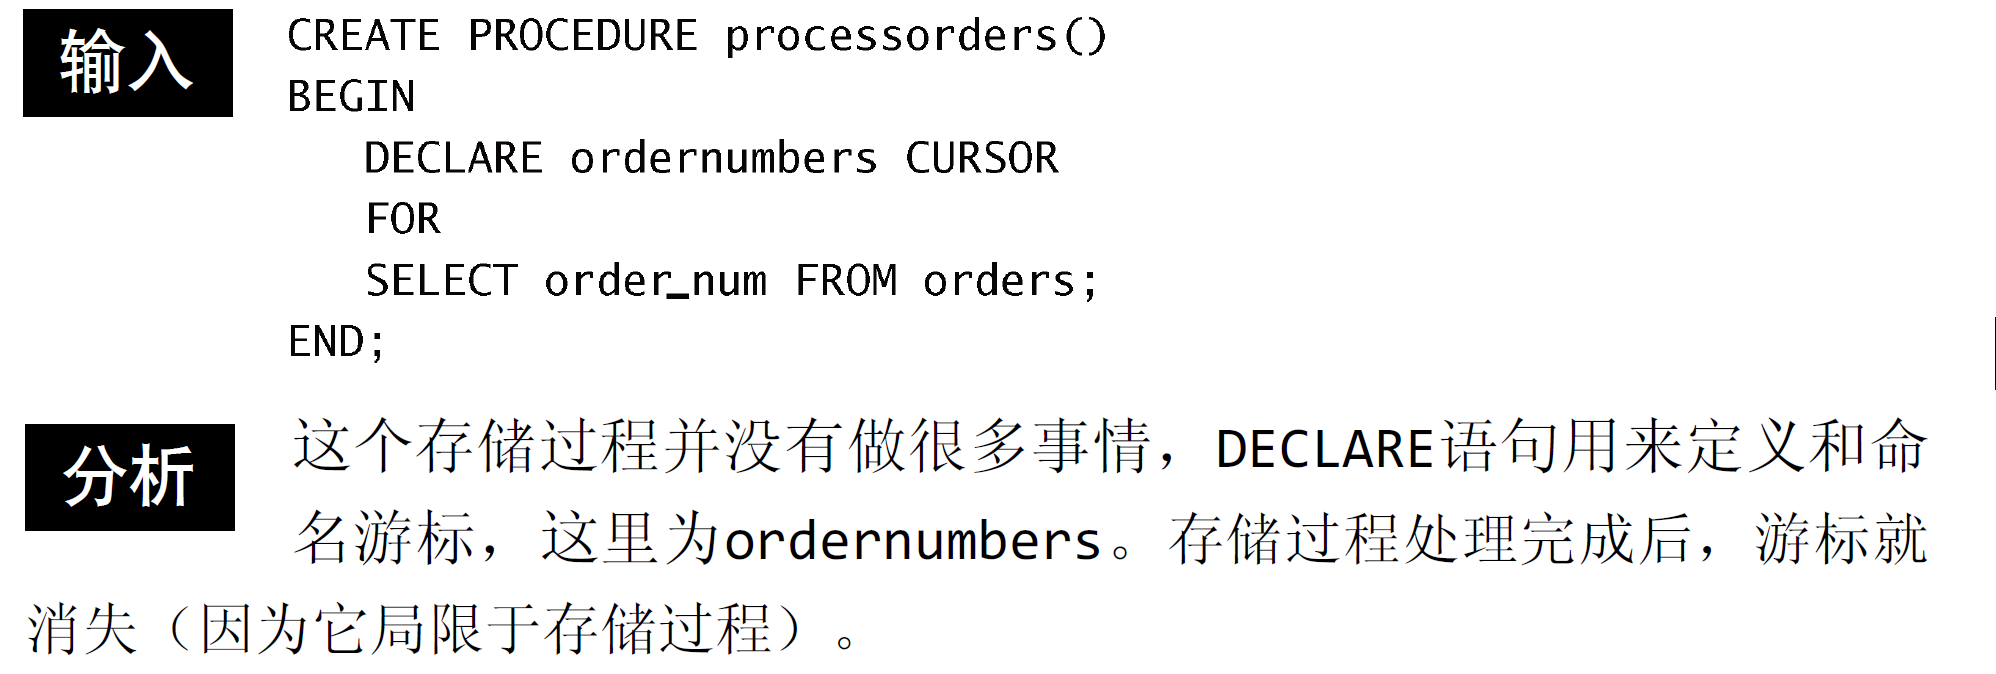 输入
CREATE PROCEDURE processorders()
BEGIN
   DECLARE ordernumbers CURSOR
   FOR
   SELECT order_num FROM orders;
END;
分析
这个存储过程并没有做很多事情，DECLARE语句用来定义和命
名游标，这里为ordernumbers。存储过程处理完成后，游标就
消失（因为它局限于存储过程）。